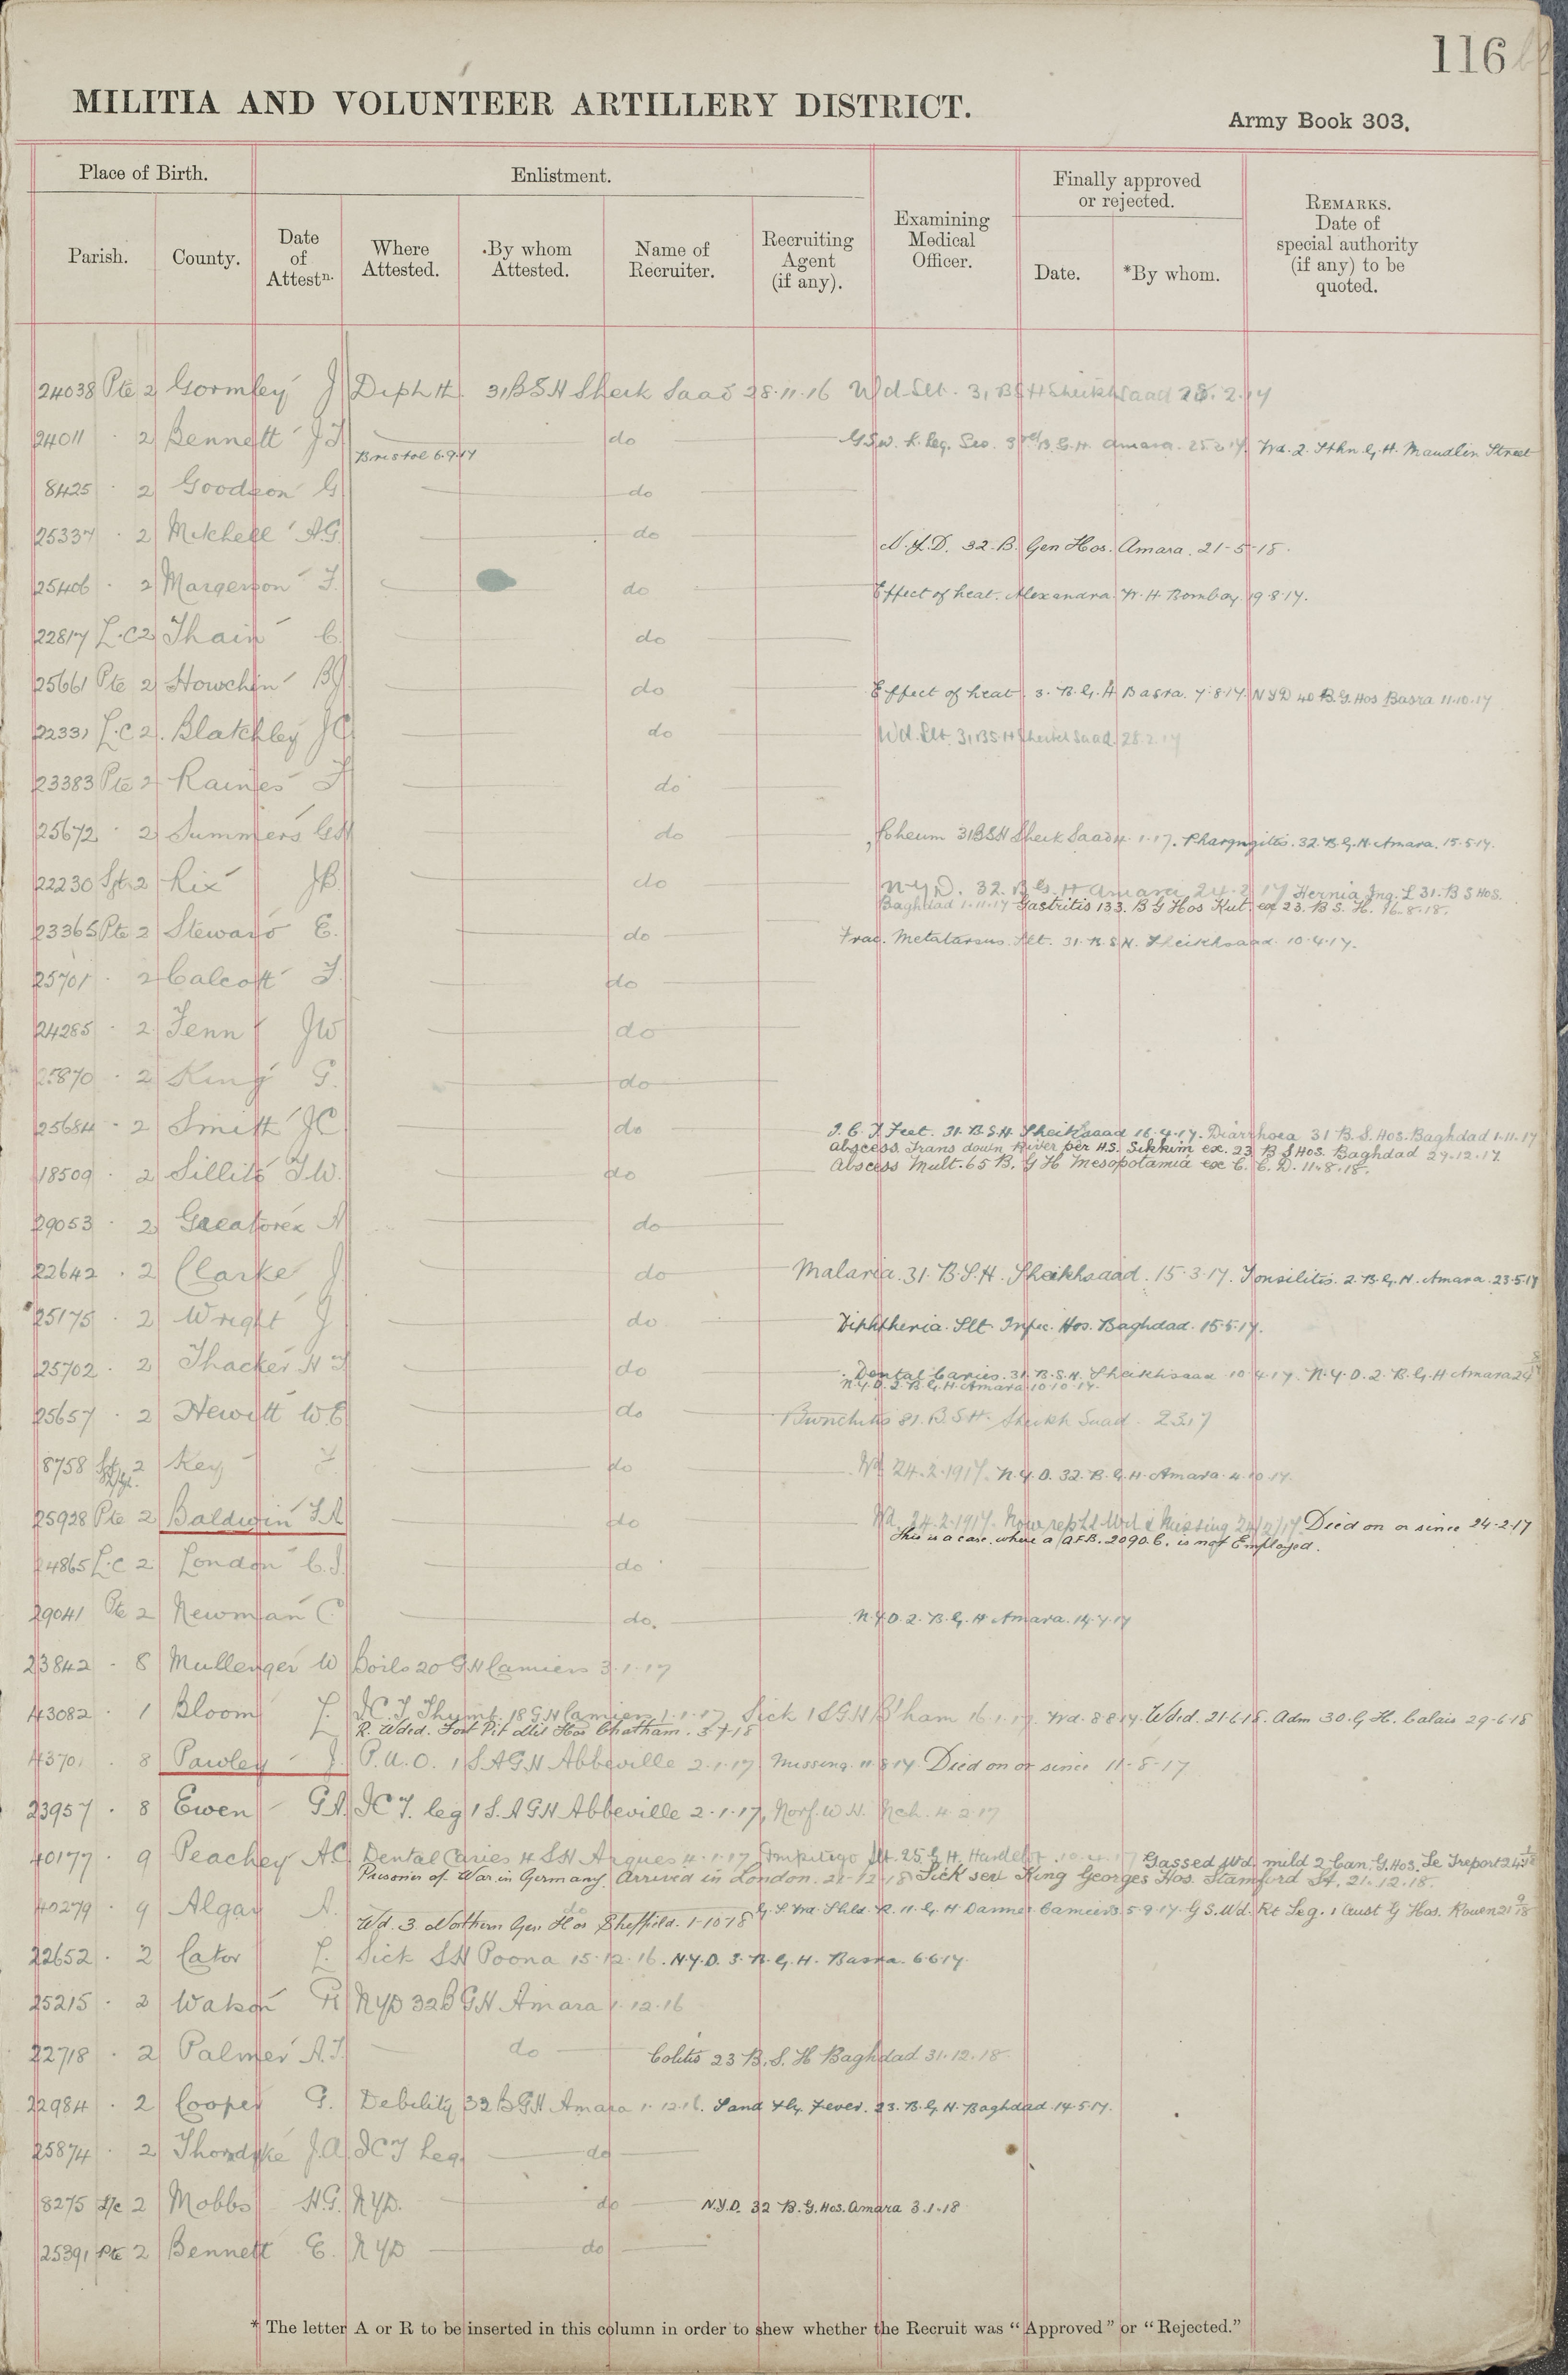 116
MILITIA AND VOLUNTEER ARTILLERY DISTRICT.
Army Book 303.
Place of Birth.
Enlistment.
Examining Medical Officer.
Finally approved or rejected.
REMARKS. Date of special authority (if any) to be quoted.
Parish.
County.
Date of Attestn.
Where Attested.
By whom Attested.
Name of Recruiter.
Recruiting Agent (if any).
Date.
*By whom.
24038 Pte 2 Gormley J Diph th. 31 BSH Sheik Saad 28.11.16 Wd Slt. 31 BSH Sheikh Saad 28.2.17
24011 · 2 Bennett J.J do G.S.W. R. Leg. Sev. 3rd B.G.H. Amara. 25.2.17. Wd. 2. Sthn G.H. Maudlin Street
Bristol 6.9.17
8425 · 2 Goodson G do
25337 · 2 Mitchell A.G. do N.Y.D. 32. B. Gen Hos. Amara. 21-5-18.
25406 · 2 Margerson F. do Effect of heat. Alexandra W. H. Bombay. 19.8.17.
22817 L.C 2 Thain C. do
25661 Pte 2 Howchin BJ do Effect of heat. 3. B.G.H Basra. 7.8.17. NYD 40 B.G. Hos Basra 11.10.17
22331 L.C 2. Blatchley JC do Wd. Slt. 31 BSH Sheikh Saad. 28.2.17
23383 Pte 2 Raines F do
25672 · 2 Summers GH do 31 BSH Sheik Saad 4.1.17. Pharyngitis. 32. B.G.H. Amara. 15.5.17.
22230 Sgt 2 Rix JB. do N.Y.D. 32. B G. H Amara 24.2.17 Hernia Ing. L 31. B S Hos.
Baghdad 1.11.17 Gastritis 133. B G Hos Kut. ex 23. B S. H. 16.8.18.
23365 Pte 2 Steward E. do Frac. Metatarsus. Slt. 31. B.S.H. Sheikhsaad. 10.4.17.
25701 · 2 Calcott F. do
24285 · 2 Fenn JW do
25870 · 2 King G. do
25684 · 2 Smith JC do I.C.T. Feet. 31. B.S.H. Sheikhsaad 16.4.17. Diarrhoea 31 B.S. Hos. Baghdad 1.11.17
abscess. Trans down River per H.S. Sikkim ex. 23 B S Hos. Baghdad 27.12.17.
18509 · 2 Sillito J.W. do Abscess Mult. 65 B. G H Mesopotamia ex C. C. D. 11.8.18.
29053 · 2 Greatorex A do
22642 · 2 Clarke J. do Malaria. 31. B.S.H. Sheikhsaad. 15.3.17. Tonsilitis. 2. B.G.H. Amara. 23.5.17
25175 · 2 Wright J do Diphtheria. Slt. Infec. Hos. Baghdad. 15.5.17.
25702 · 2 Thacker H J do Dental Caries. 31. B.S.H. Sheikhsaad 10.4.17. N.Y.D. 2. B.G.H Amara
N.Y.D. 2. B G.H. Amara 10.10.17.
25657 · 2 Hewitt W.E do Bronchitis 31. B.S.H. Sheikh Saad. 2.3.17
8758 Sgt 2 Key do Wd 24.2.1917. N.Y.D. 32. B.G.H. Amara. 4.10.17.
25928 Pte 2 Baldwin F.A do Wd. 24.2.1917. Now reptd Wd & Missing 24/2/17 Died on or since 24-2-17
This is a case where a A.F.B. 2090.C. is not Employed.
24865 L.C 2 London C.J. do
29041 Pte 2 Newman C do. N.Y.D. 2. B.G.H Amara. 14.7.17
23842 · 8 Mullenger W Boils 20 GH Camiers 3.1.17
43082 · 1 Bloom F. I.C.T. Thumb. 18 GH Camiers 1.1.17 Sick 1 SGH B'ham 16.1.17. Wd. 8.8.17. Wdd. 21.6.18. Adm 30. G.H. Calais 29.6.18
R. Wdd. Fort Pit Mil Hos Chatham. 3.7.18
43701 · 8 Pawley J. P.U.O. 1 S.A G H Abbeville 2.1.17 Missing. 11.8.17 Died on or since 11-8-17
23957 · 8 Ewen G A. I C T. leg 1 S. A G H Abbeville 2.1.17, Norf. W H. Nch. 4.2.17
40177 · 9 Peachey AC Dental Caries 4 S H Arques 4.1.17 Impetigo Slt. 25. G.H. Hardelot. 10.4.17 Gassed Wd. mild 2 Can. G. Hos. Le Treport
Prisoner of War in Germany. Arrived in London. 21-12-18 Sick ser King Georges Hos. Stamford St. 21.12.18.
40279 · 9 Algar A. G.S. Wd. Shld. R. 11. G. H Dannes Camiers 5.9.17. G S. Wd. Rt Leg. 1 Aust G Hos. Rouen
Wd. 3. Northern Gen. Hos Sheffield. 1-10-18
22652 · 2 Cator F. Sick S H Poona 15.12.16. N.Y.D. 3. B.G.H. Basra. 6.6.17.
25215 · 2 Watson NYD 32 B G H Amara 1.12.16
22718 · 2 Palmer A.J. do Colitis 23 B. S. H Baghdad 31.12.18.
22984 · 2 Cooper G. Debility 32 B G H Amara 1.12.16. Sand Fly Fever. 23. B.G.H. Baghdad. 14.5.17.
25874 · 2 Thorndyke J.A. I C T Leg do
8275 L/c 2 Mobbs H.G. NYD. do N.Y.D. 32 B.G. Hos. Amara 3.1.18
25391 Pte 2 Bennett E. NYD do
* The letter A or R to be inserted in this column in order to shew whether the Recruit was "Approved" or "Rejected."